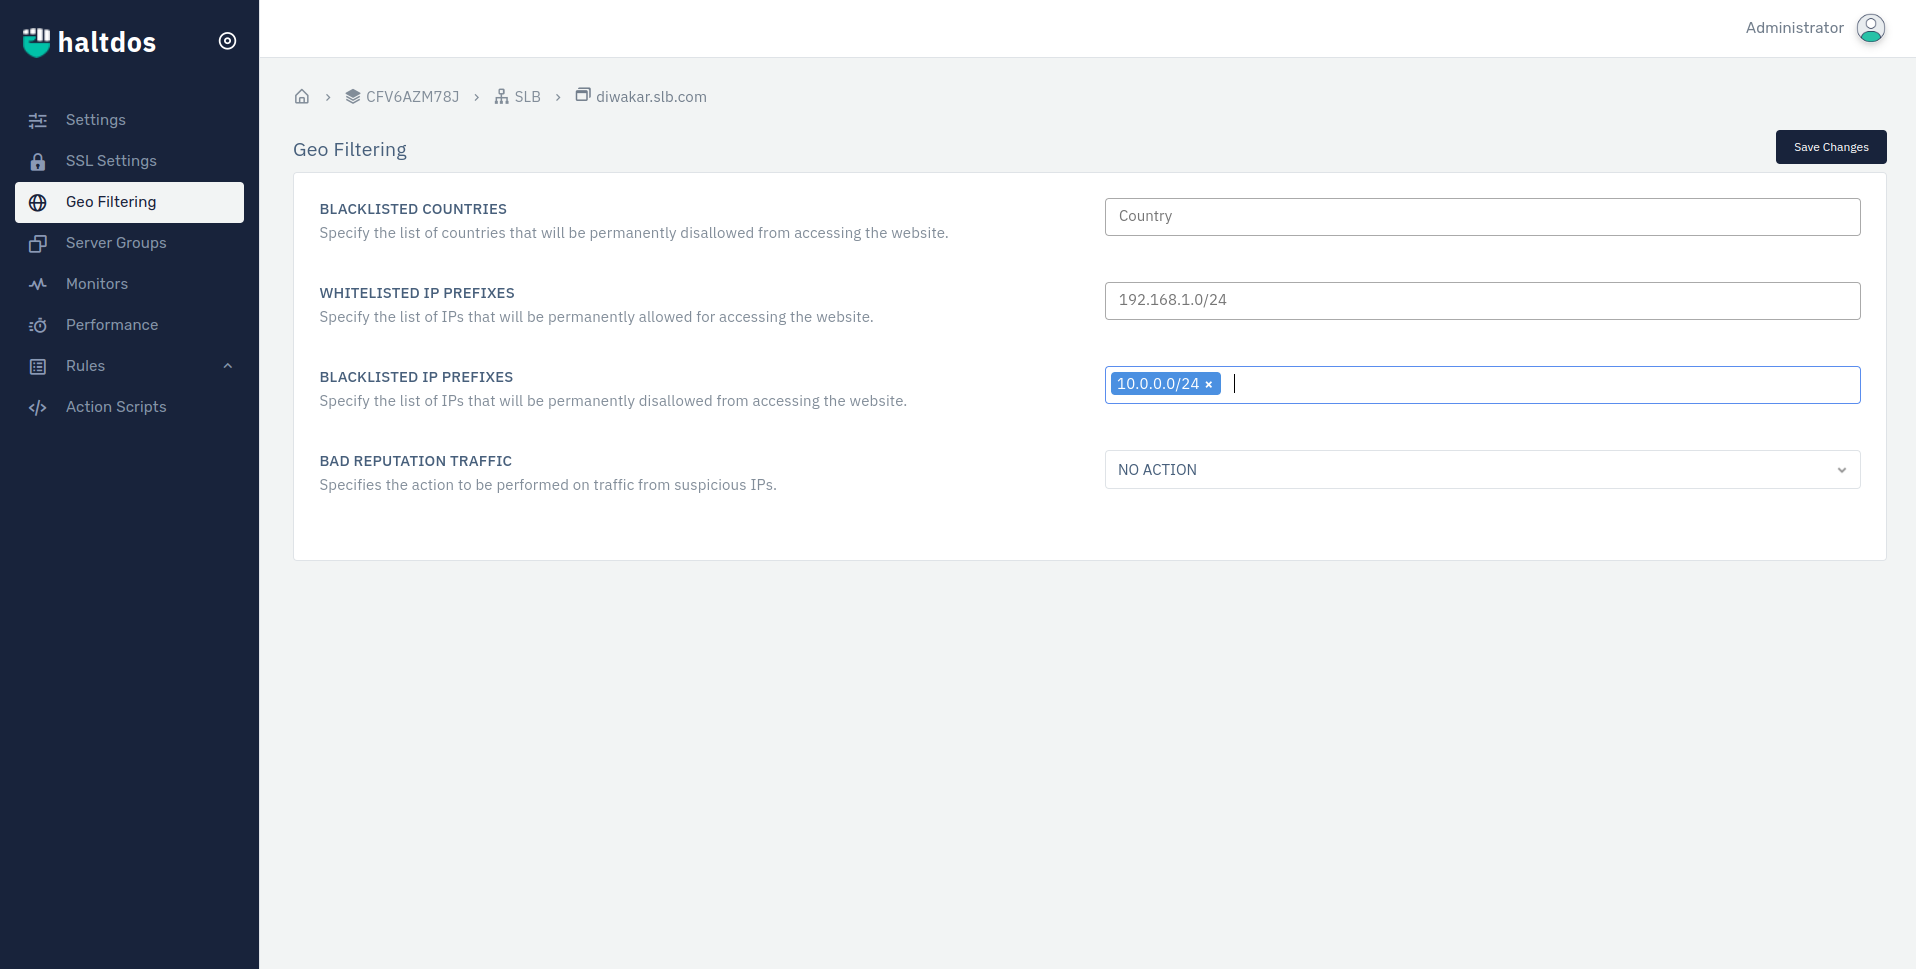 haltdos
Administrator
Settings
SSL Settings
Geo Filtering
Server Groups
Monitors
Performance
Rules
Action Scripts
CFV6AZM78J
SLB
diwakar.slb.com
Geo Filtering
Save Changes
BLACKLISTED COUNTRIES
Specify the list of countries that will be permanently disallowed from accessing the website.
Country
WHITELISTED IP PREFIXES
Specify the list of IPs that will be permanently allowed for accessing the website.
192.168.1.0/24
BLACKLISTED IP PREFIXES
Specify the list of IPs that will be permanently disallowed from accessing the website.
10.0.0.0/24 ×
BAD REPUTATION TRAFFIC
Specifies the action to be performed on traffic from suspicious IPs.
NO ACTION